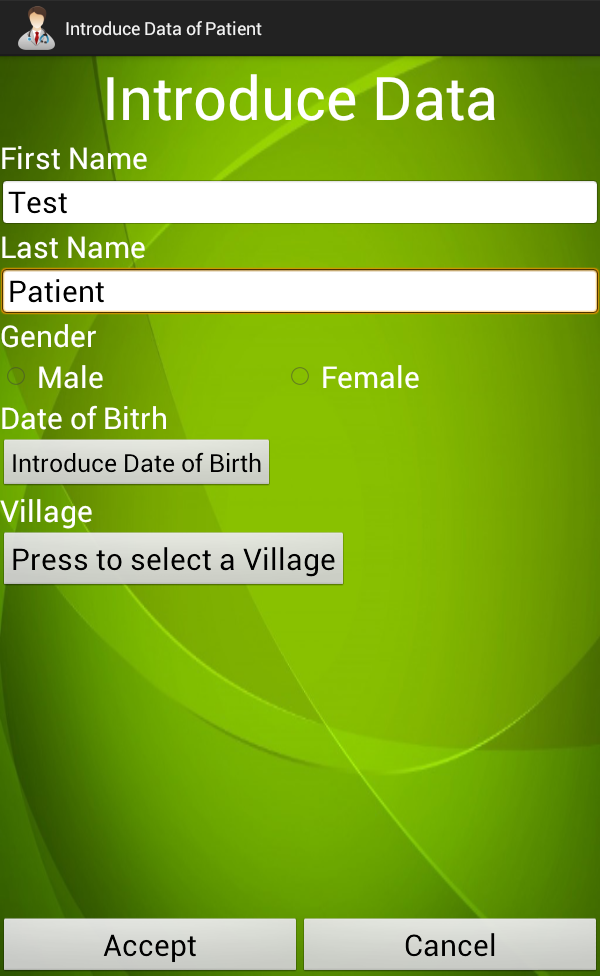 Introduce Data of Patient
Introduce Data
First Name
Test
Last Name
Patient
Gender
Male Female
Date of Bitrh
Introduce Date of Birth
Village
Press to select a Village
Accept Cancel